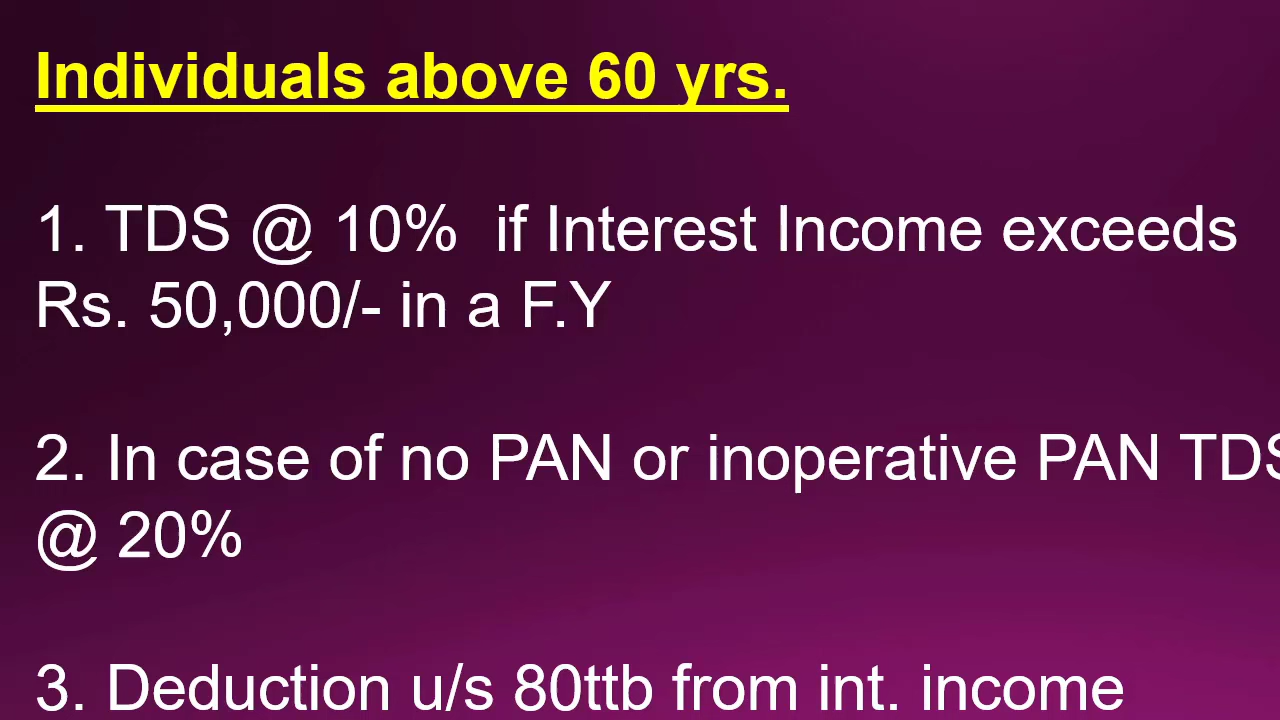 Individuals above 60 yrs.
1. TDS @ 10%  if Interest Income exceeds
Rs. 50,000/- in a F.Y
2. In case of no PAN or inoperative PAN TDS
@ 20%
3. Deduction u/s 80ttb from int. income